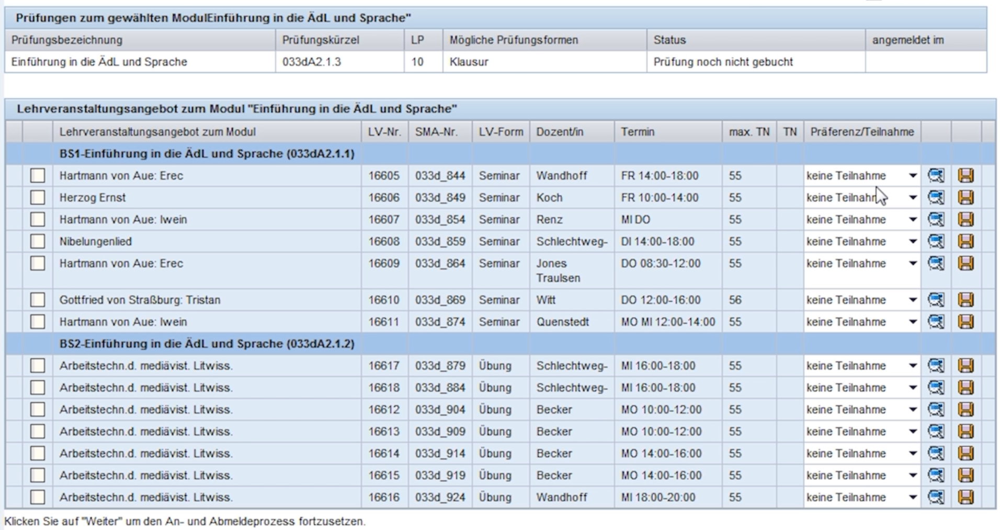 Prüfungen zum gewählten ModulEinführung in die ÄdL und Sprache"
Prüfungsbezeichnung Prüfungskürzel LP Mögliche Prüfungsformen Status angemeldet im
Einführung in die ÄdL und Sprache 033dA2.1.3 10 Klausur Prüfung noch nicht gebucht
Lehrveranstaltungsangebot zum Modul "Einführung in die ÄdL und Sprache"
Lehrveranstaltungsangebot zum Modul LV-Nr. SMA-Nr. LV-Form Dozent/in Termin max. TN TN Präferenz/Teilnahme
BS1-Einführung in die ÄdL und Sprache (033dA2.1.1)
Hartmann von Aue: Erec 16605 033d_844 Seminar Wandhoff FR 14:00-18:00 55 keine Teilnahme
Herzog Ernst 16606 033d_849 Seminar Koch FR 10:00-14:00 55 keine Teilnahme
Hartmann von Aue: Iwein 16607 033d_854 Seminar Renz MI DO 55 keine Teilnahme
Nibelungenlied 16608 033d_859 Seminar Schlechtweg- DI 14:00-18:00 55 keine Teilnahme
Hartmann von Aue: Erec 16609 033d_864 Seminar Jones DO 08:30-12:00 55 keine Teilnahme
Traulsen
Gottfried von Straßburg: Tristan 16610 033d_869 Seminar Witt DO 12:00-16:00 56 keine Teilnahme
Hartmann von Aue: Iwein 16611 033d_874 Seminar Quenstedt MO MI 12:00-14:00 55 keine Teilnahme
BS2-Einführung in die ÄdL und Sprache (033dA2.1.2)
Arbeitstechn.d. mediävist. Litwiss. 16617 033d_879 Übung Schlechtweg- MI 16:00-18:00 55 keine Teilnahme
Arbeitstechn.d. mediävist. Litwiss. 16618 033d_884 Übung Schlechtweg- MI 16:00-18:00 55 keine Teilnahme
Arbeitstechn.d. mediävist. Litwiss. 16612 033d_904 Übung Becker MO 10:00-12:00 55 keine Teilnahme
Arbeitstechn.d. mediävist. Litwiss. 16613 033d_909 Übung Becker MO 10:00-12:00 55 keine Teilnahme
Arbeitstechn.d. mediävist. Litwiss. 16614 033d_914 Übung Becker MO 14:00-16:00 55 keine Teilnahme
Arbeitstechn.d. mediävist. Litwiss. 16615 033d_919 Übung Becker MO 14:00-16:00 55 keine Teilnahme
Arbeitstechn.d. mediävist. Litwiss. 16616 033d_924 Übung Wandhoff MI 18:00-20:00 55 keine Teilnahme
Klicken Sie auf "Weiter" um den An- und Abmeldeprozess fortzusetzen.